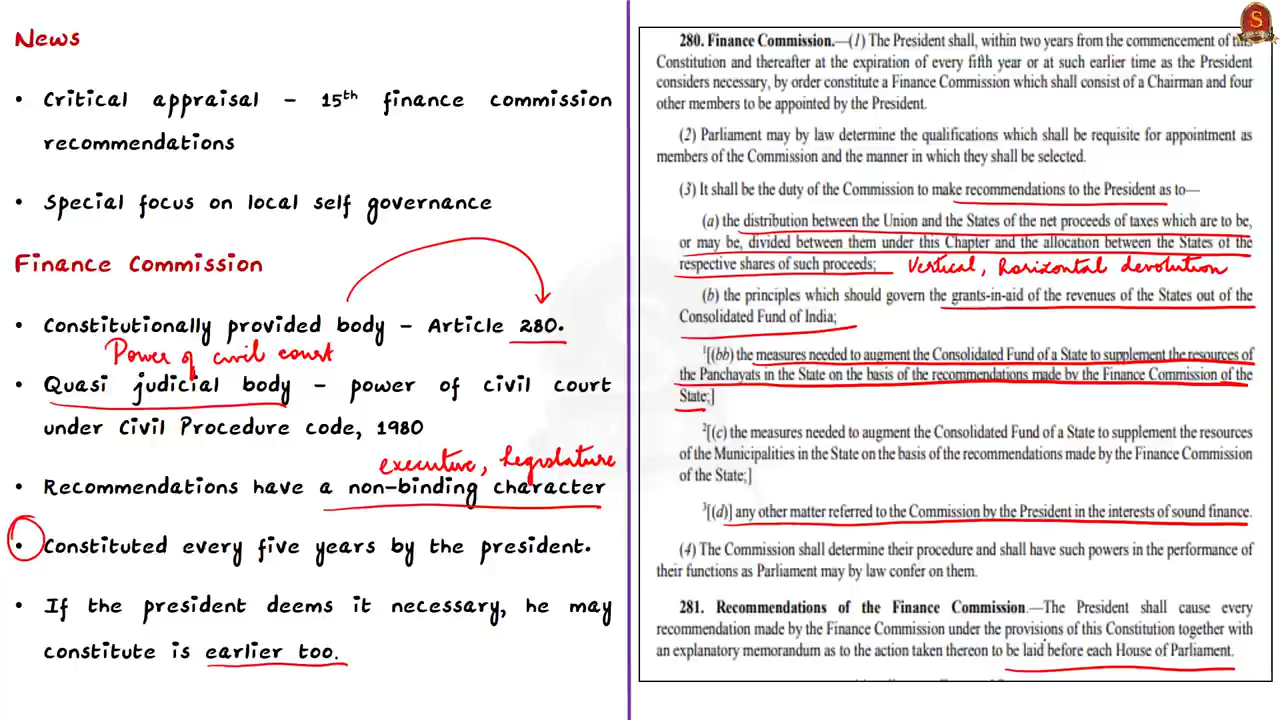 News
• Critical appraisal – 15th finance commission
recommendations
• Special focus on local self governance
Finance Commission
• Constitutionally provided body – Article 280.
Power of civil court
• Quasi judicial body – power of civil court
under Civil Procedure code, 1980
executive, legislature
• Recommendations have a non-binding character
• Constituted every five years by the president.
• If the president deems it necessary, he may
constitute is earlier too.
S
280. Finance Commission.—(1) The President shall, within two years from the commencement of this
Constitution and thereafter at the expiration of every fifth year or at such earlier time as the President
considers necessary, by order constitute a Finance Commission which shall consist of a Chairman and four
other members to be appointed by the President.
(2) Parliament may by law determine the qualifications which shall be requisite for appointment as
members of the Commission and the manner in which they shall be selected.
(3) It shall be the duty of the Commission to make recommendations to the President as to—
(a) the distribution between the Union and the States of the net proceeds of taxes which are to be,
or may be, divided between them under this Chapter and the allocation between the States of the
respective shares of such proceeds; Vertical, horizontal devolution
(b) the principles which should govern the grants-in-aid of the revenues of the States out of the
Consolidated Fund of India;
1[(bb) the measures needed to augment the Consolidated Fund of a State to supplement the resources of
the Panchayats in the State on the basis of the recommendations made by the Finance Commission of the
State;]
2[(c) the measures needed to augment the Consolidated Fund of a State to supplement the resources
of the Municipalities in the State on the basis of the recommendations made by the Finance Commission
of the State;]
3[(d)] any other matter referred to the Commission by the President in the interests of sound finance.
(4) The Commission shall determine their procedure and shall have such powers in the performance of
their functions as Parliament may by law confer on them.
281. Recommendations of the Finance Commission.—The President shall cause every
recommendation made by the Finance Commission under the provisions of this Constitution together with
an explanatory memorandum as to the action taken thereon to be laid before each House of Parliament.